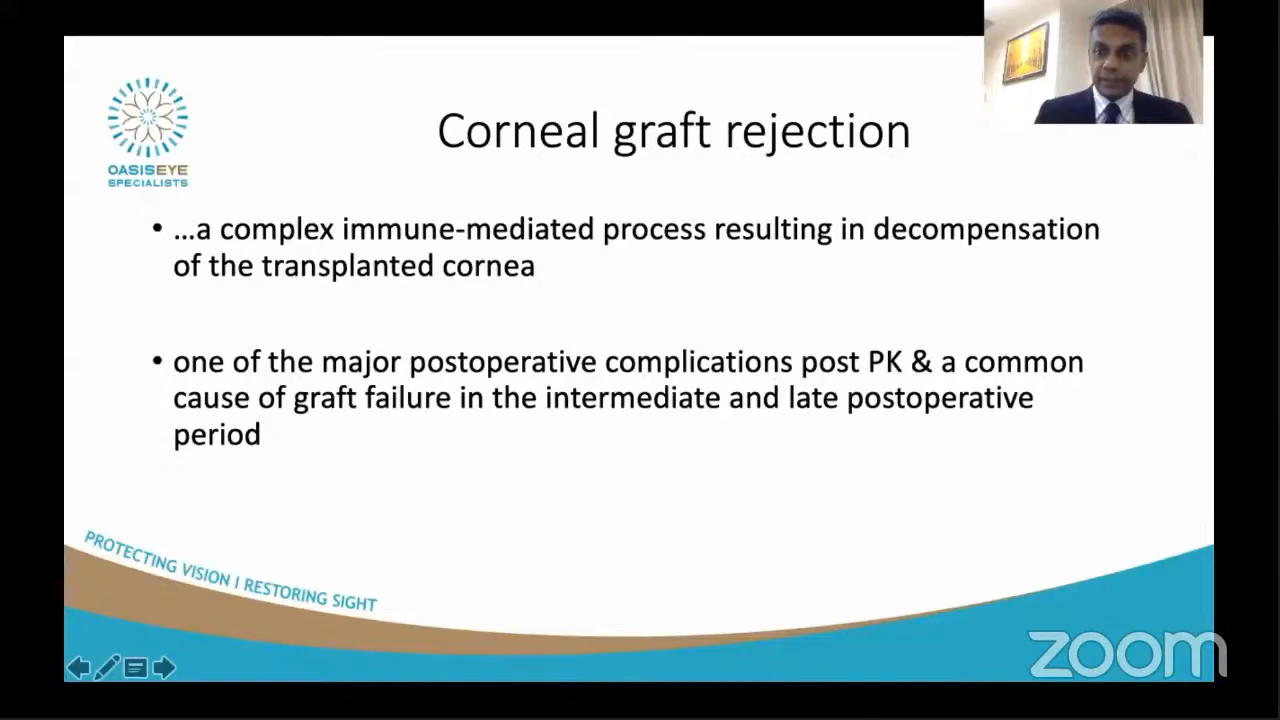 OASISEYE
SPECIALISTS
Corneal graft rejection
• ...a complex immune-mediated process resulting in decompensation
of the transplanted cornea
• one of the major postoperative complications post PK & a common
cause of graft failure in the intermediate and late postoperative
period
PROTECTING VISION I RESTORING SIGHT
zoom